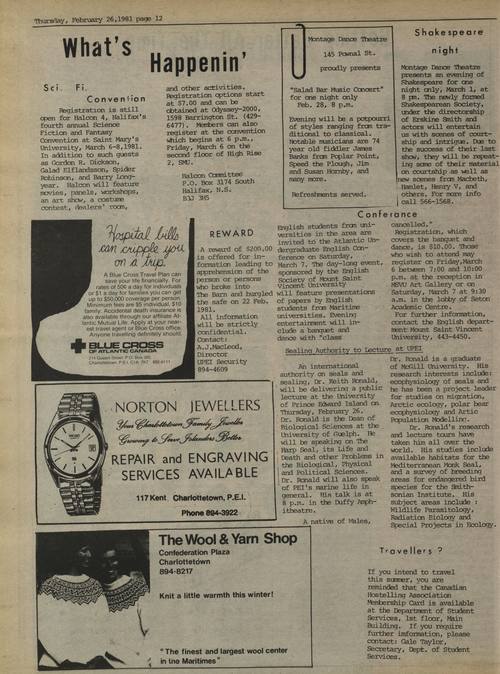 Thursday, February 26,1981 page 12
What's
Happenin'
Sci. Fi.
Convention
Registration is still
open for Halcon 4, Halifax's
fourth annual Science
Fiction and Fantasy
Convention at Saint Mary's
University, March 6-8,1981.
In addition to such guests
as Gordon R. Dickson,
Galad Elflandsson, Spider
Robinson, and Barry Long-
year. Halcon will feature
movies, panels, workshops,
an art show, a costume
contest, dealers' room,
and other activities.
Registration options start
at $7.00 and can be
obtained at Odyssey-2000,
1598 Barrington St. (429-
6477). Members can also
register at the convention
which begins at 6 p.m.,
Friday, March 6 on the
second floor of High Rise
2, SMU.
Halcon Committee
P.O. Box 3174 South
Halifax, N.S.
B3J 3H5
Montage Dance Theatre
145 Pownal St.
proudly presents
"Salad Bar Music Concert"
for one night only
Feb. 28, 8 p.m.
Evening will be a potpourri
of styles ranging from tra-
ditional to classical.
Notable musicians are 74
year old fiddler James
Banks from Poplar Point,
Speed the Plough, Jim
and Susan Hornby, and
many more.
Refreshments served.
Shakespeare
night
Montage Dance Theatre
presents an evening of
Shakespeare for one
night only, March 1, at
8 pm. The newly formed
Shakespearean Society,
under the directorship
of Erskine Smith and
actors will entertain
us with scenes of court-
ship and intrigue. Due to
the success of their last
show, they will be repeat-
ing some of their material
on courtship as well as
new scenes from Macbeth,
Hamlet, Henry V, and
others. For more info
call 566-1568.
Hospital bills
can cripple you
on a trip.
A Blue Cross Travel Plan can
save your life financially. For
rates of 50¢ a day for individuals
or $1 a day for families you can get
up to $50,000 coverage per person.
Minimum fees are $5 individual, $10
family. Accidental death insurance is
also available through our affiliate At-
lantic Mutual Life. Apply at your near-
est travel agent or Blue Cross office.
Anyone travelling definitely should.
BLUE CROSS
OF ATLANTIC CANADA
REWARD
A reward of $200.00
is offered for in-
formation leading to
apprehension of the
person or persons
who broke into
The Barn and tampled
the safe on 22 Feb.
1981.
All information
will be strictly
confidential.
Contact:
A.J.MacLeod,
Director
UPEI Security
894-4609
Conference
English students from uni-
versities in the area are
invited to the Atlantic Un-
dergraduate English Con-
ference on Saturday,
March 7. The day-long event,
sponsored by the English
Society of Mount Saint
Vincent University
will feature presentations
of papers by English
students from Maritime
universities. Evening
entertainment will in-
clude a banquet and
dance with "class
cancelled."
Registration, which
covers the banquet and
dance, is $10.00. Those
who wish to attend may
register on Friday,March
6 between 7:00 and 10:00
p.m. at the reception in
MSVU Art Gallery or on
Saturday, March 7 at 9:30
a.m. in the lobby of Seton
Academic Centre.
For further infomation,
contact the English depart-
ment Mount Saint Vincent
University, 443-4450.
Sealing Authority to Lecture at UPEI
An international
authority on seals and
sealing, Dr. Keith Ronald,
will be delivering a public
lecture at the University
of Prince Edward Island on
Thursday, February 26.
Dr. Ronald is the Dean of
Biological Sciences at the
University of Guelph. He
will be speaking on The
Harp Seal, its Life and
Death and other Problems in
the Biological, Physical
and Political Sciences.
Dr. Ronald will also speak
of PEI's marine life in
general. His talk is at
8 p.m. in the Duffy Amph-
itheatre.
A native of Wales,
Dr. Ronald is a graduate
of McGill University. His
research interests include:
ecophysiology of seals and
he has been a project leader
for studies on migration,
Arctic ecology, polar bear
ecophysiology and Artic
Population Modelling.
Dr. Ronald's research
and lecture tours have
taken him all over the
world. His studies include
available habitats for the
Mediterranean Monk Seal,
and a survey of breeding
areas for endangered bird
species for the Smith-
sonian Institute. His
subject areas include :
Wildlife Parasitology,
Radiation Biology and
Special Projects in Ecology.
NORTON JEWELLERS
Your Charlottetown Family Jeweller
Growing to Serve Islanders Better
REPAIR and ENGRAVING
SERVICES AVAILABLE
117 Kent Charlottetown, P.E.I.
Phone 894-3922
The Wool & Yarn Shop
Confederation Plaza
Charlottetown
894-8217
Knit a little warmth this winter!
"The finest and largest wool center
in the Maritimes"
Travellers ?
If you intend to travel
this summer, you are
reminded that the Canadian
Hostelling Association
Membership Card is available
at the Department of Student
Services, 1st floor, Main
Building. If you require
further information, please
contact: Gale Taylor,
Secretary, Dept. of Student
Services.